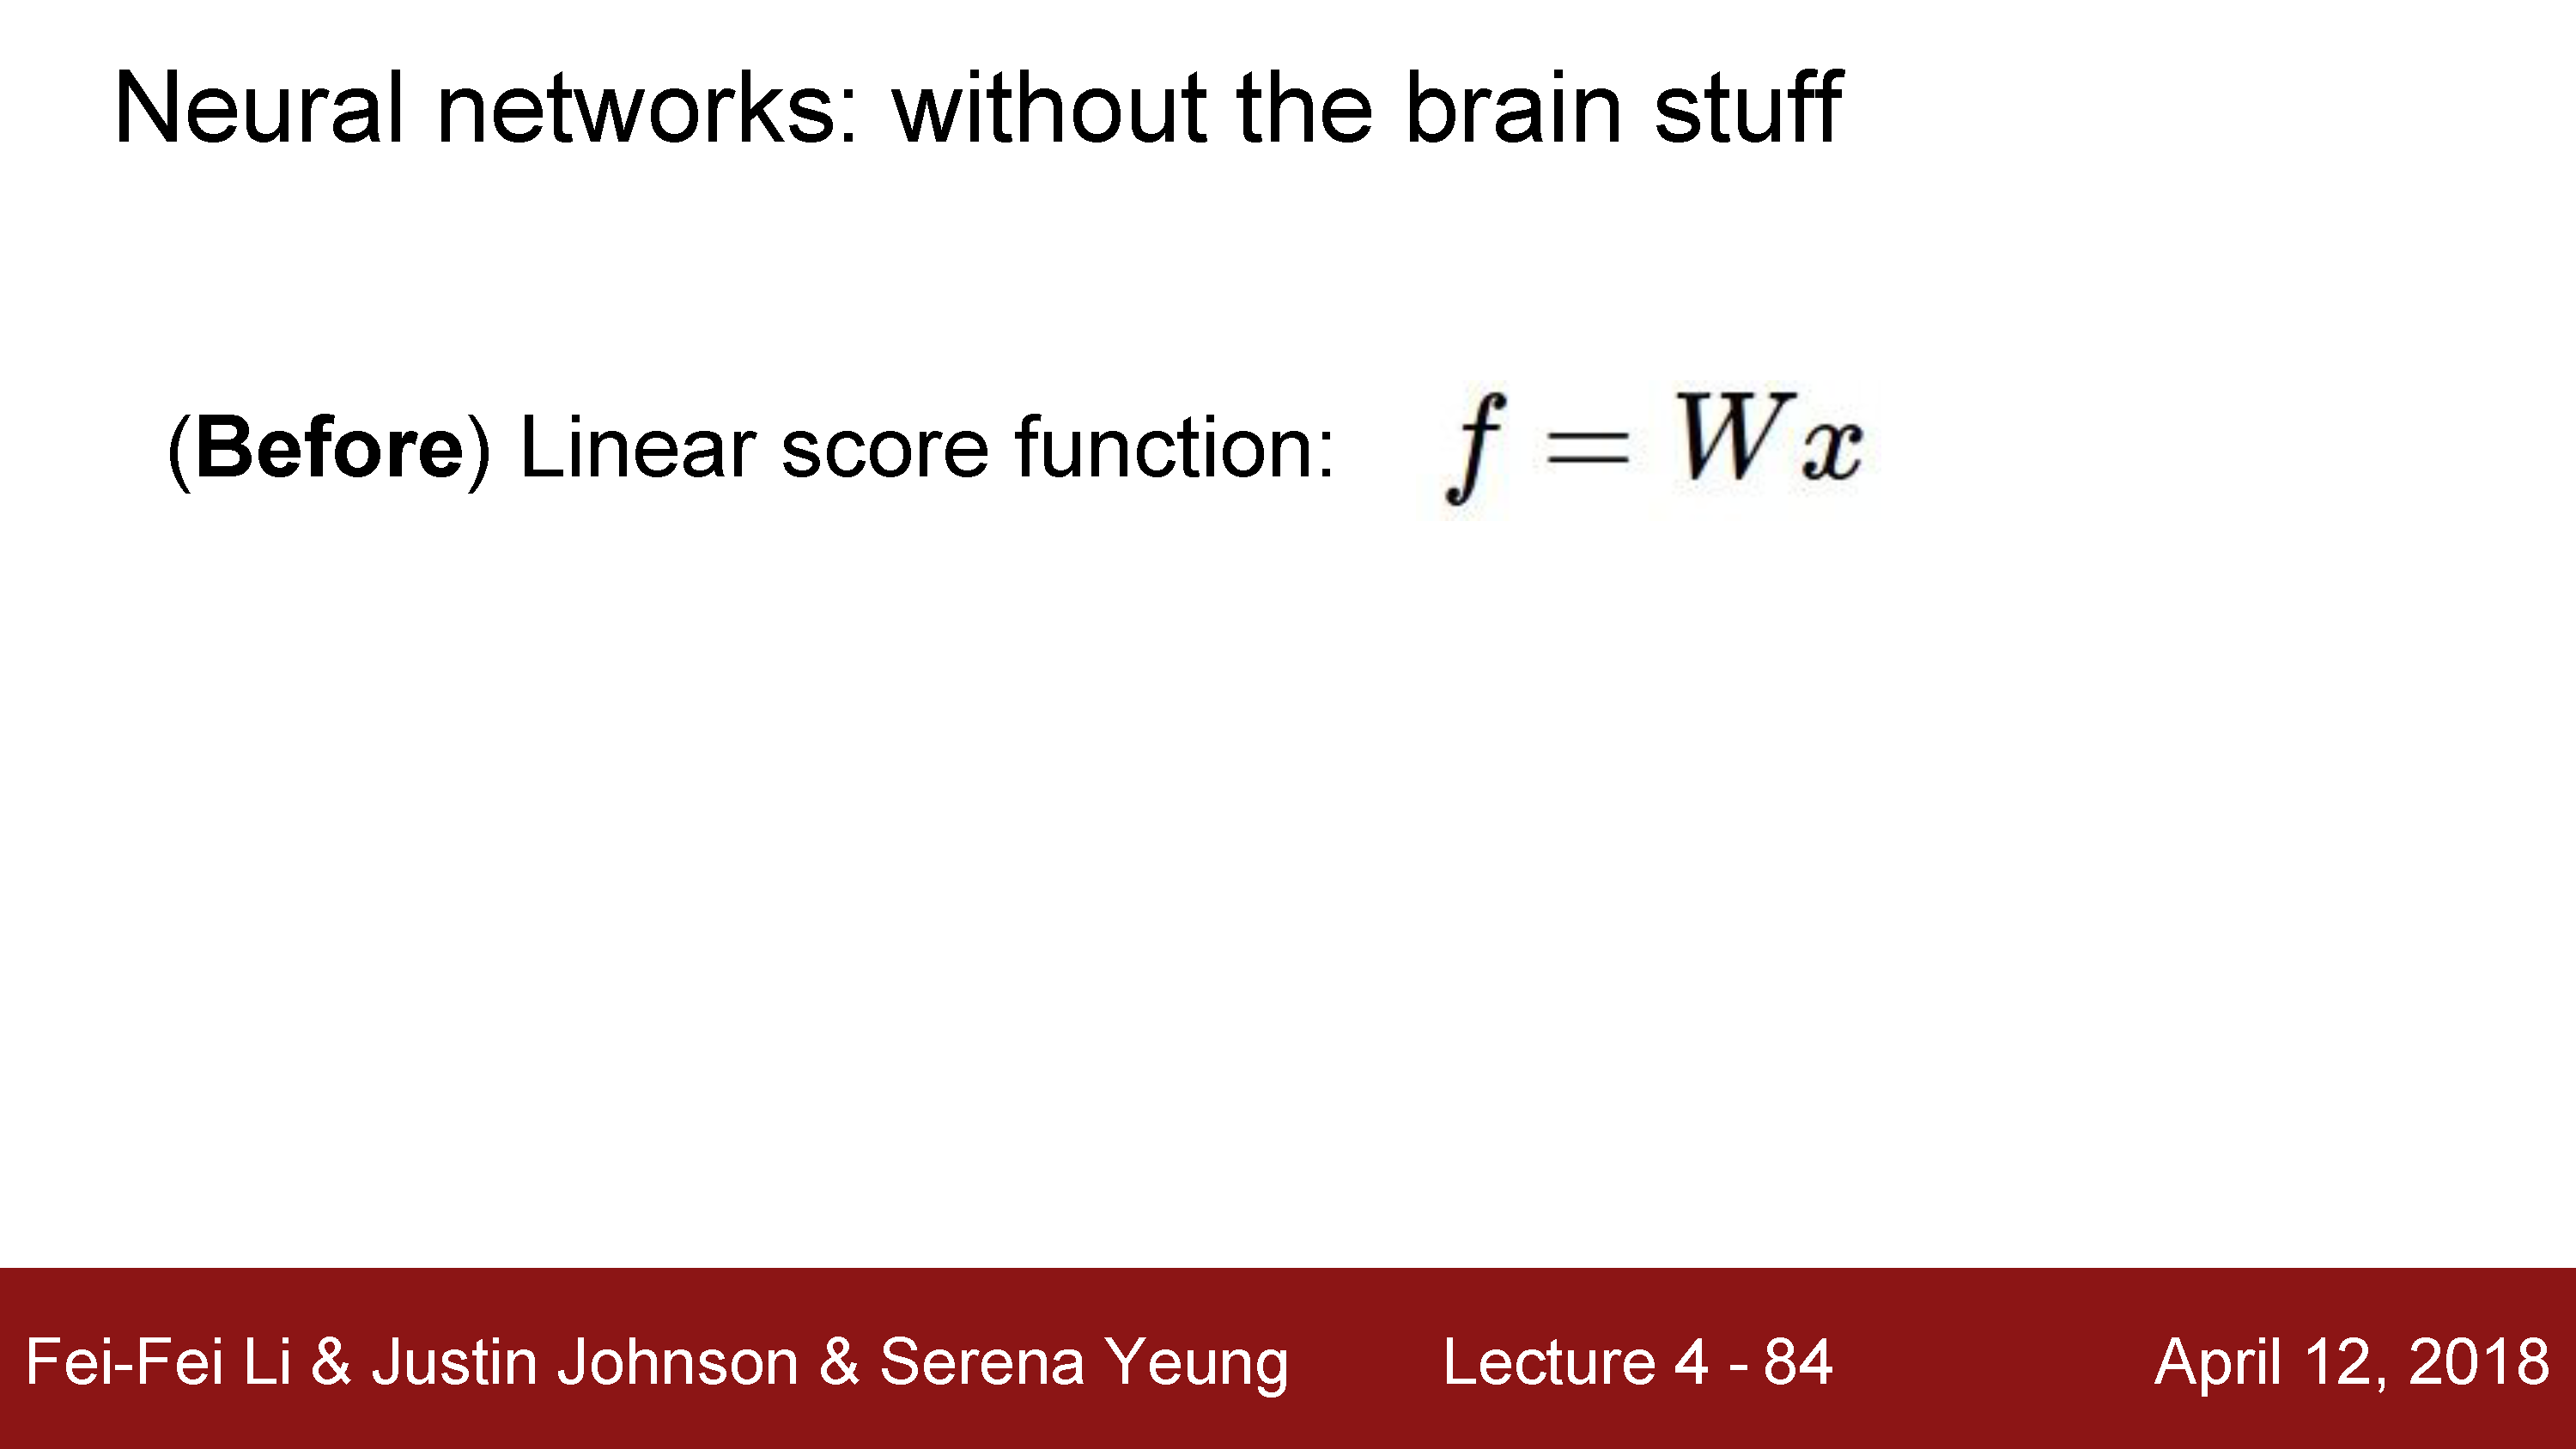 Neural networks: without the brain stuff
(Before) Linear score function: f = Wx
Fei-Fei Li & Justin Johnson & Serena Yeung Lecture 4 - 84 April 12, 2018